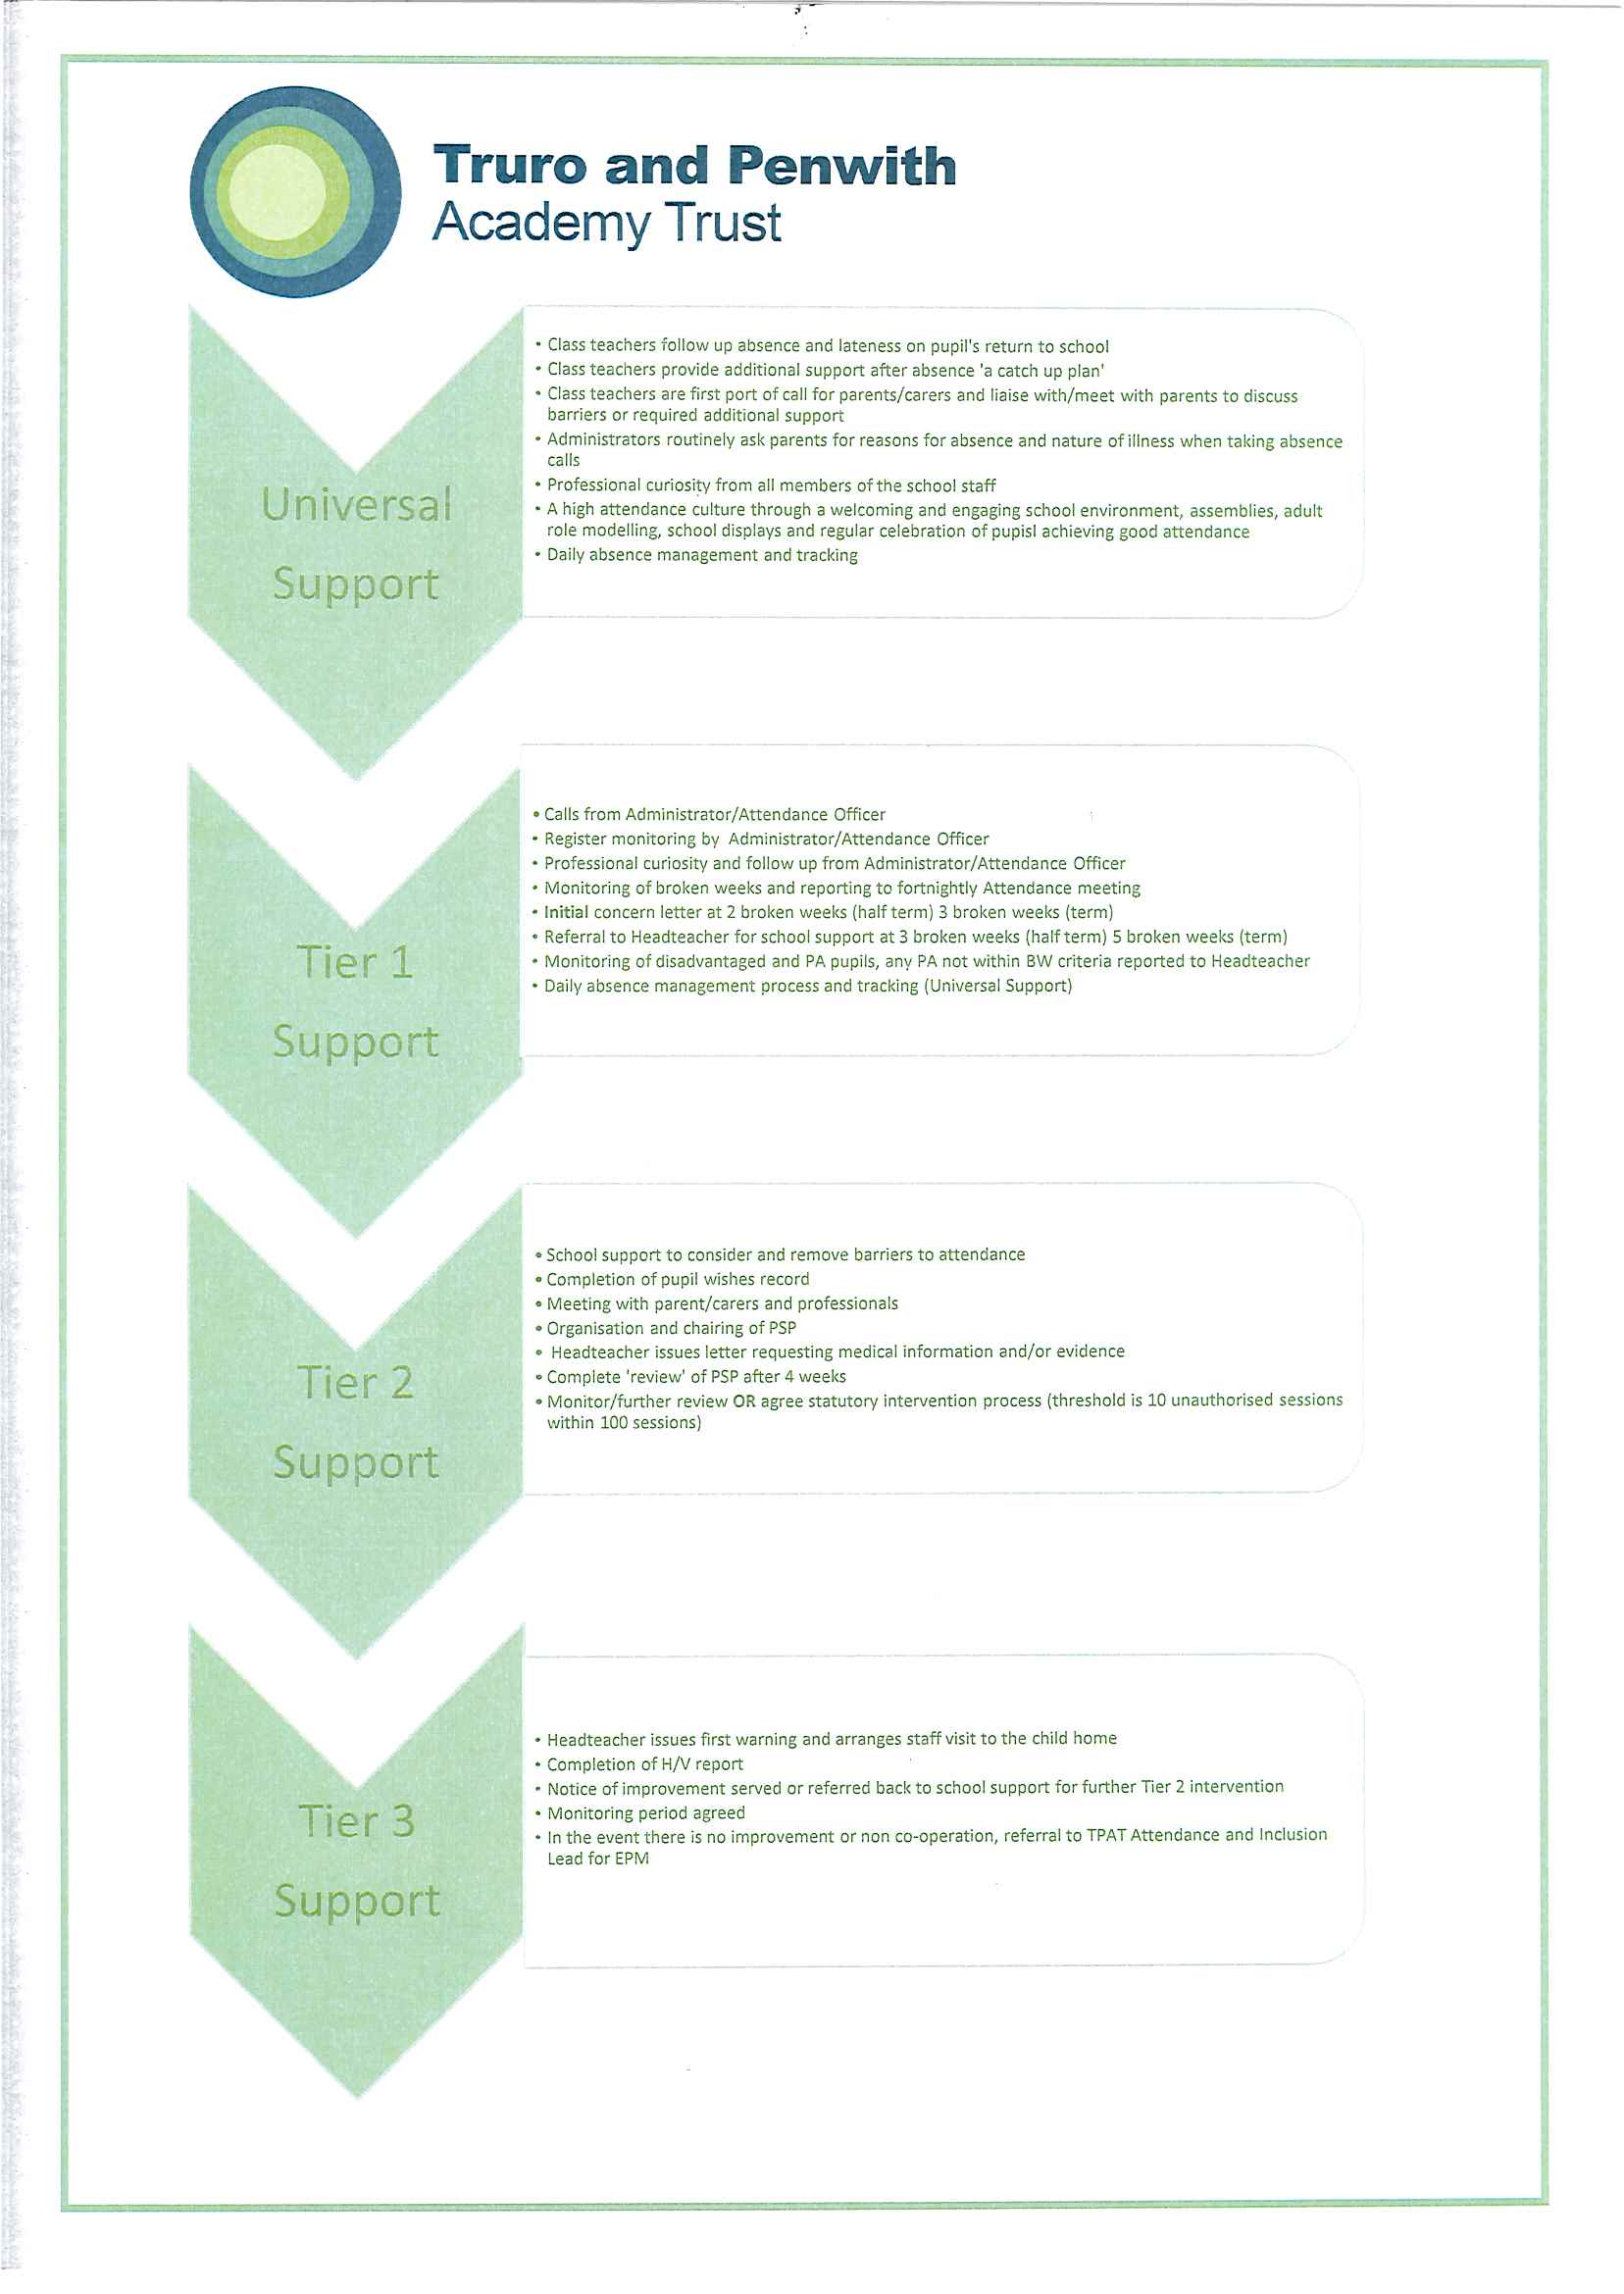 Truro and Penwith
Academy Trust
Universal
Support
• Class teachers follow up absence and lateness on pupil's return to school
• Class teachers provide additional support after absence 'a catch up plan'
• Class teachers are first port of call for parents/carers and liaise with/meet with parents to discuss
barriers or required additional support
• Administrators routinely ask parents for reasons for absence and nature of illness when taking absence
calls
• Professional curiosity from all members of the school staff
• A high attendance culture through a welcoming and engaging school environment, assemblies, adult
role modelling, school displays and regular celebration of pupisl achieving good attendance
• Daily absence management and tracking
Tier 1
Support
• Calls from Administrator/Attendance Officer
• Register monitoring by Administrator/Attendance Officer
• Professional curiosity and follow up from Administrator/Attendance Officer
• Monitoring of broken weeks and reporting to fortnightly Attendance meeting
• Initial concern letter at 2 broken weeks (half term) 3 broken weeks (term)
• Referral to Headteacher for school support at 3 broken weeks (half term) 5 broken weeks (term)
• Monitoring of disadvantaged and PA pupils, any PA not within BW criteria reported to Headteacher
• Daily absence management process and tracking (Universal Support)
Tier 2
Support
• School support to consider and remove barriers to attendance
• Completion of pupil wishes record
• Meeting with parent/carers and professionals
• Organisation and chairing of PSP
• Headteacher issues letter requesting medical information and/or evidence
• Complete 'review' of PSP after 4 weeks
• Monitor/further review OR agree statutory intervention process (threshold is 10 unauthorised sessions
within 100 sessions)
Tier 3
Support
• Headteacher issues first warning and arranges staff visit to the child home
• Completion of H/V report
• Notice of improvement served or referred back to school support for further Tier 2 intervention
• Monitoring period agreed
• In the event there is no improvement or non co-operation, referral to TPAT Attendance and Inclusion
Lead for EPM